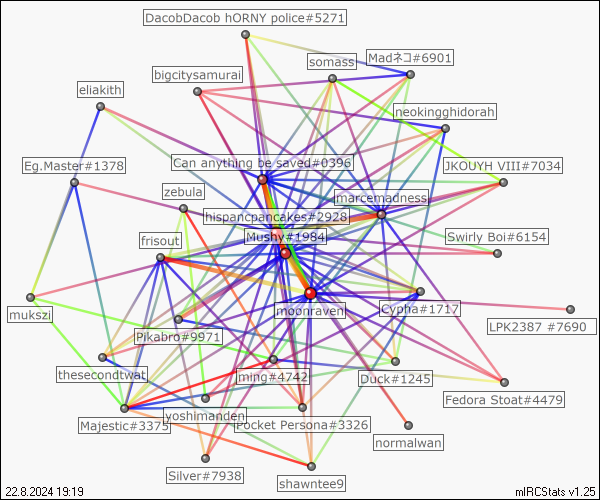 DacobDacob hORNY police#5271
somass
Madネコ#6901
bigcitysamurai
eliakith
neokingghidorah
Can anything be saved#0396
Eg.Master#1378
JKOUYH VIII#7034
zebula
marcemadness
hispancpancakes#2928
Mushy#1984
Swirly Boi#6154
frisout
mukszi
moonraven
Cypha#1717
LPK2387 #7690
Pikabro#9971
thesecondtwat
ming#4742
Duck#1245
Fedora Stoat#4479
yoshimanden
Majestic#3375
Pocket Persona#3326
normalwan
Silver#7938
shawntee9
22.8.2024 19:19
mIRCStats v1.25